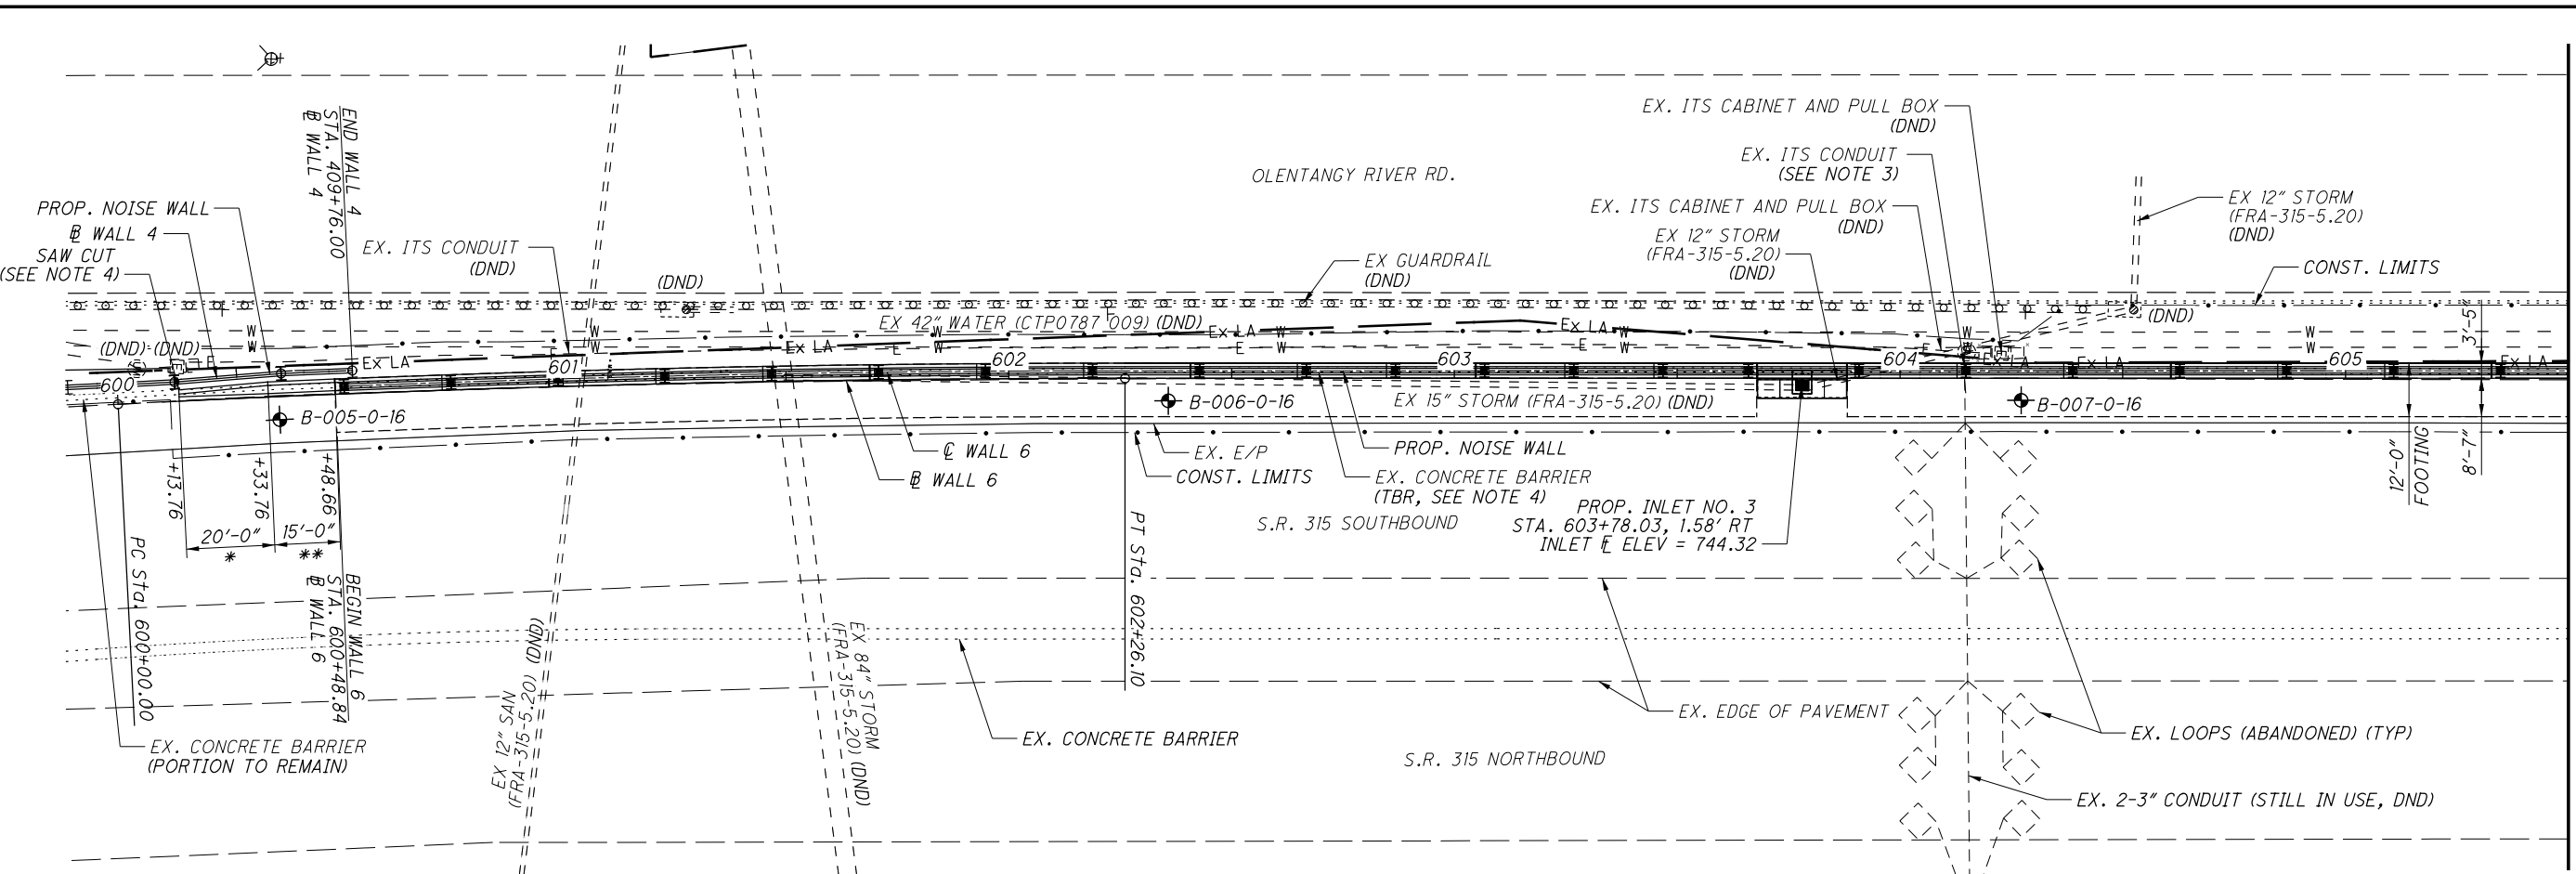 EX. ITS CABINET AND PULL BOX
(DND)
EX. ITS CONDUIT
(SEE NOTE 3)
EX. ITS CABINET AND PULL BOX
(DND)
EX 12" STORM
(FRA-315-5.20)
(DND)
OLENTANGY RIVER RD.
EX 12" STORM
(FRA-315-5.20)
(DND)
CONST. LIMITS
END WALL 4
STA. 409+76.00
℄ WALL 4
PROP. NOISE WALL
WALL 4
SAW CUT
(SEE NOTE 4)
EX. ITS CONDUIT
(DND)
(DND)
EX GUARDRAIL
(DND)
(DND)
EX 42" WATER (CTP0787 009) (DND)
W W W W W W W
W W W W W W W
(DND) (DND)
Ex LA Ex LA Ex LA Ex LA Ex LA Ex LA Ex LA
E E E
600 601 602 603 604 605
3'-5"
8'-7"
12'-0"
FOOTING
B-005-0-16
B-006-0-16
B-007-0-16
EX 15" STORM (FRA-315-5.20) (DND)
+13.76
+33.76
+48.66
20'-0"
*
15'-0"
**
℄ WALL 6
WALL 6
EX. E/P
CONST. LIMITS
PROP. NOISE WALL
EX. CONCRETE BARRIER
(TBR, SEE NOTE 4)
PROP. INLET NO. 3
STA. 603+78.03, 1.58' RT
INLET ELEV = 744.32
S.R. 315 SOUTHBOUND
PC Sta. 600+00.00
BEGIN WALL 6
STA. 600+48.84
WALL 6
PT Sta. 602+26.10
EX 12" SAN
(FRA-315-5.20) (DND)
EX 84" STORM
(FRA-315-5.20) (DND)
EX. CONCRETE BARRIER
(PORTION TO REMAIN)
EX. CONCRETE BARRIER
EX. EDGE OF PAVEMENT
S.R. 315 NORTHBOUND
EX. LOOPS (ABANDONED) (TYP)
EX. 2-3" CONDUIT (STILL IN USE, DND)